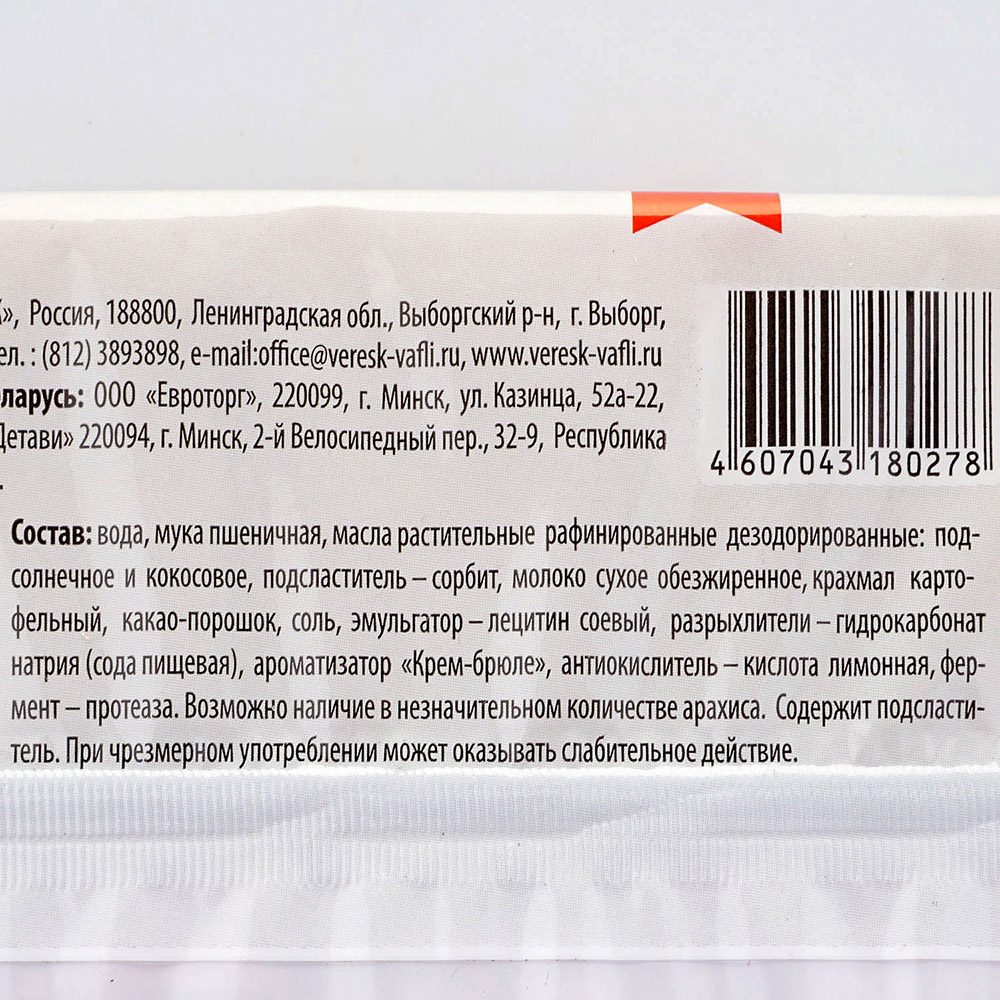 », Россия, 188800, Ленинградская обл., Выборгский р-н, г. Выборг,
ел. : (812) 3893898, e-mail:office@veresk-vafli.ru, www.veresk-vafli.ru
ларусь: ООО «Евроторг», 220099, г. Минск, ул. Казинца, 52а-22,
Детави» 220094, г. Минск, 2-й Велосипедный пер., 32-9, Республика
.
4 607043 180278
Состав: вода, мука пшеничная, масла растительные рафинированные дезодорированные: под-
солнечное и кокосовое, подсластитель – сорбит, молоко сухое обезжиренное, крахмал карто-
фельный, какао-порошок, соль, эмульгатор – лецитин соевый, разрыхлители – гидрокарбонат
натрия (сода пищевая), ароматизатор «Крем-брюле», антиокислитель – кислота лимонная, фер-
мент – протеаза. Возможно наличие в незначительном количестве арахиса. Содержит подсласти-
тель. При чрезмерном употреблении может оказывать слабительное действие.